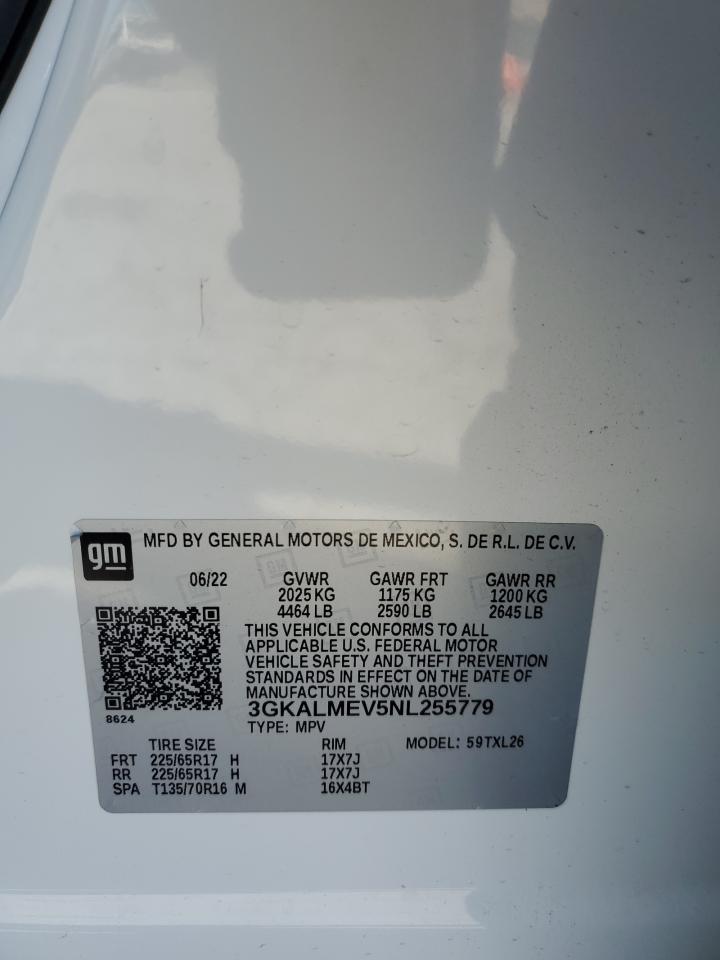 gm
MFD BY GENERAL MOTORS DE MEXICO, S. DE R.L. DE C.V.
06/22 GVWR GAWR FRT GAWR RR
2025 KG 1175 KG 1200 KG
4464 LB 2590 LB 2645 LB
THIS VEHICLE CONFORMS TO ALL
APPLICABLE U.S. FEDERAL MOTOR
VEHICLE SAFETY AND THEFT PREVENTION
STANDARDS IN EFFECT ON THE DATE OF
MANUFACTURE SHOWN ABOVE.
8624
3GKALMEV5NL255779
TYPE: MPV
TIRE SIZE RIM MODEL: 59TXL26
FRT 225/65R17 H 17X7J
RR 225/65R17 H 17X7J
SPA T135/70R16 M 16X4BT